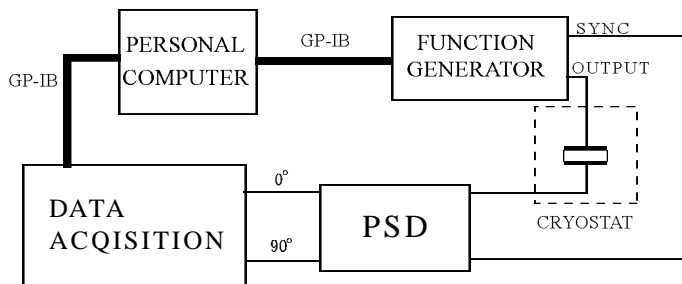 PERSONAL
COMPUTER
GP-IB
GP-IB
FUNCTION
GENERATOR
SYNC
OUTPUT
CRYOSTAT
DATA
ACQISITION
0°
90°
PSD